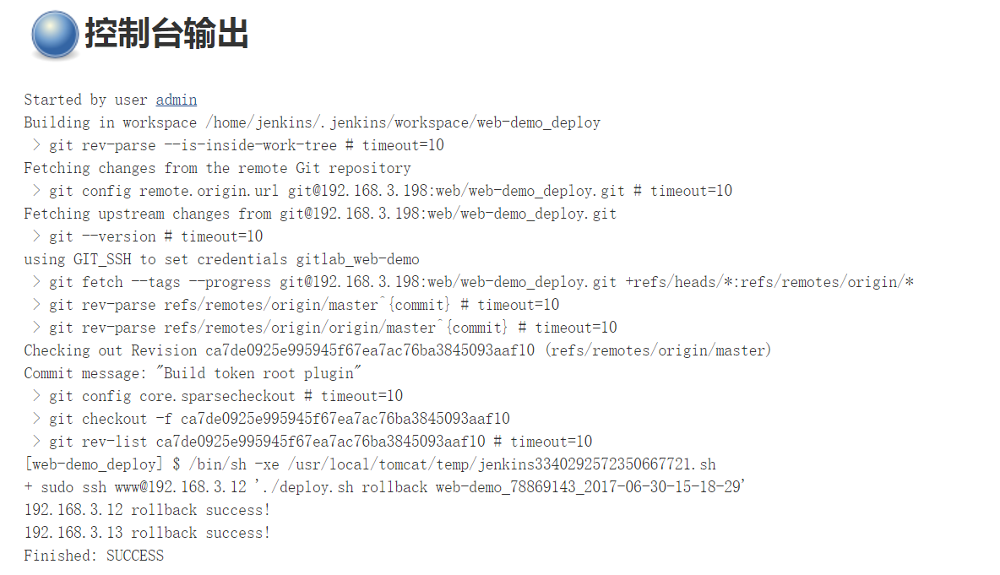 控制台输出
Started by user admin
Building in workspace /home/jenkins/.jenkins/workspace/web-demo_deploy
> git rev-parse --is-inside-work-tree # timeout=10
Fetching changes from the remote Git repository
> git config remote.origin.url git@192.168.3.198:web/web-demo_deploy.git # timeout=10
Fetching upstream changes from git@192.168.3.198:web/web-demo_deploy.git
> git --version # timeout=10
using GIT_SSH to set credentials gitlab_web-demo
> git fetch --tags --progress git@192.168.3.198:web/web-demo_deploy.git +refs/heads/*:refs/remotes/origin/*
> git rev-parse refs/remotes/origin/master^{commit} # timeout=10
> git rev-parse refs/remotes/origin/origin/master^{commit} # timeout=10
Checking out Revision ca7de0925e995945f67ea7ac76ba3845093aaf10 (refs/remotes/origin/master)
Commit message: "Build token root plugin"
> git config core.sparsecheckout # timeout=10
> git checkout -f ca7de0925e995945f67ea7ac76ba3845093aaf10
> git rev-list ca7de0925e995945f67ea7ac76ba3845093aaf10 # timeout=10
[web-demo_deploy] $ /bin/sh -xe /usr/local/tomcat/temp/jenkins3340292572350667721.sh
+ sudo ssh www@192.168.3.12 './deploy.sh rollback web-demo_78869143_2017-06-30-15-18-29'
192.168.3.12 rollback success!
192.168.3.13 rollback success!
Finished: SUCCESS